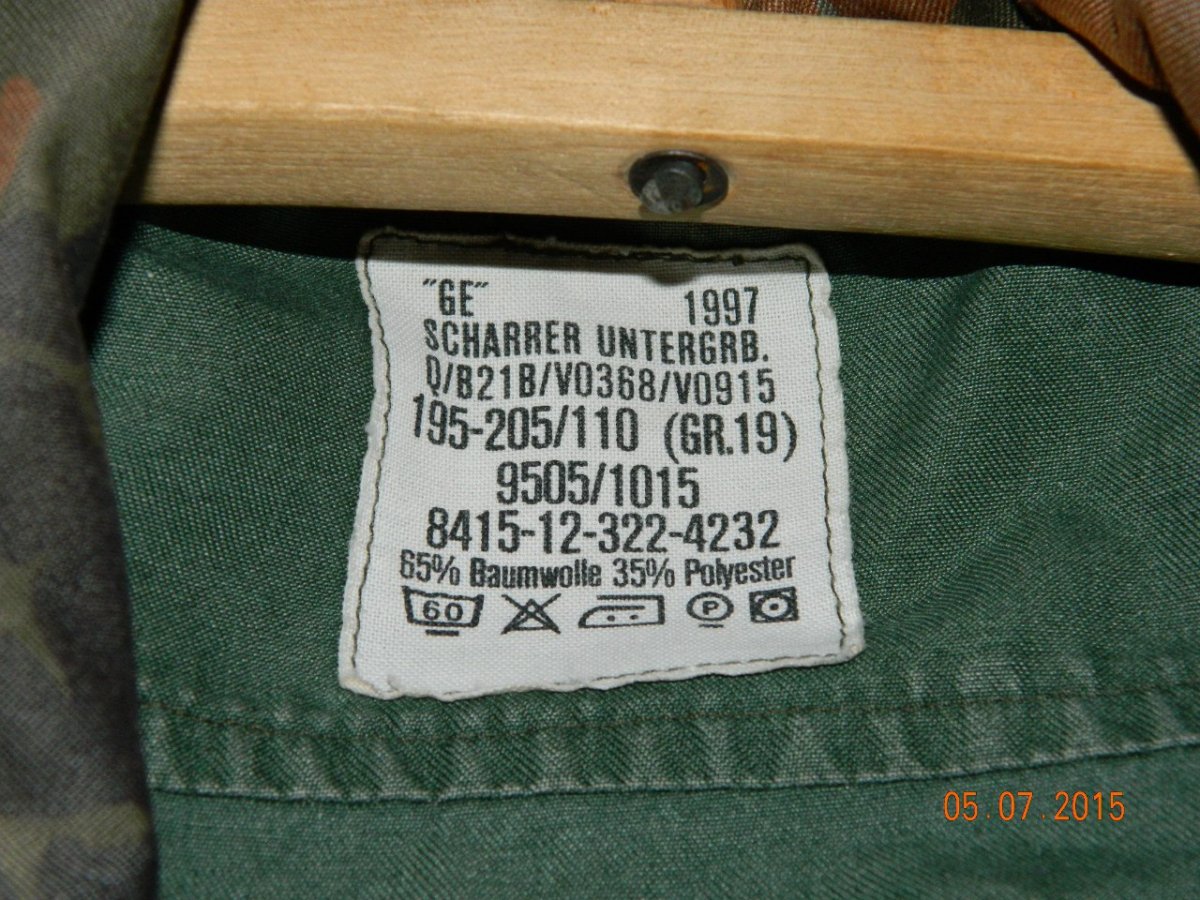 "GE" 1997
SCHARRER UNTERGRB.
Q/B21B/V0368/V0915
195-205/110 (GR.19)
9505/1015
8415-12-322-4232
65% Baumwolle 35% Polyester
60 P
05.07.2015